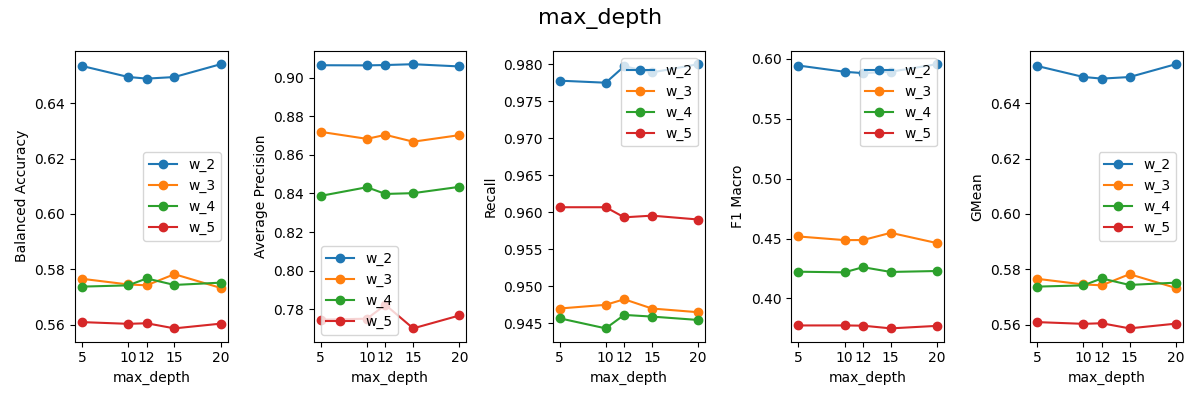 max_depth
Balanced Accuracy
0.64
0.62
0.60
0.58
0.56
5 10 12 15 20
max_depth
w_2
w_3
w_4
w_5
Average Precision
0.90
0.88
0.86
0.84
0.82
0.80
0.78
5 10 12 15 20
max_depth
w_2
w_3
w_4
w_5
Recall
0.980
0.975
0.970
0.965
0.960
0.955
0.950
0.945
5 10 12 15 20
max_depth
w_2
w_3
w_4
w_5
F1 Macro
0.60
0.55
0.50
0.45
0.40
5 10 12 15 20
max_depth
w_2
w_3
w_4
w_5
GMean
0.64
0.62
0.60
0.58
0.56
5 10 12 15 20
max_depth
w_2
w_3
w_4
w_5